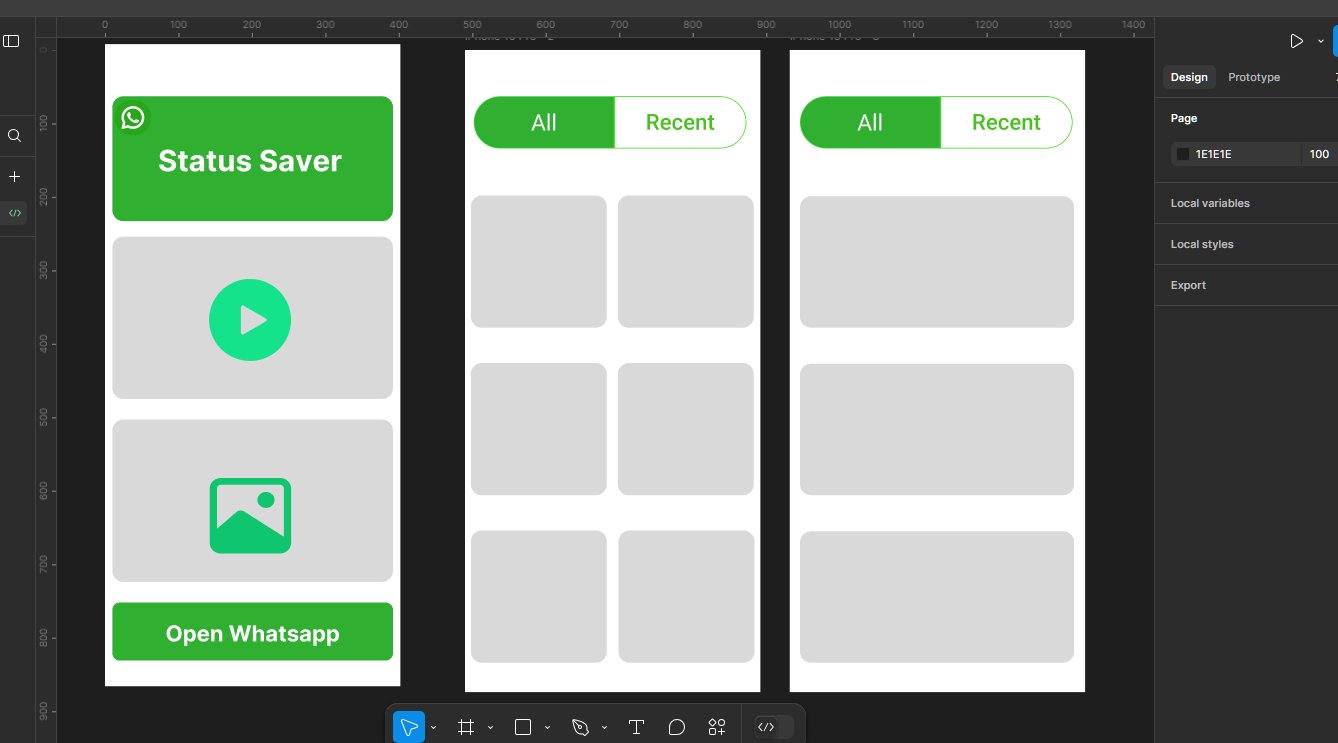 0 100 200 300 400 500 600 700 800 900 1000 1100 1200 1300 1400
0
100
200
300
400
500
600
700
800
900
Status Saver
Open Whatsapp
All Recent
All Recent
Design Prototype
Page
1E1E1E 100
Local variables
Local styles
Export